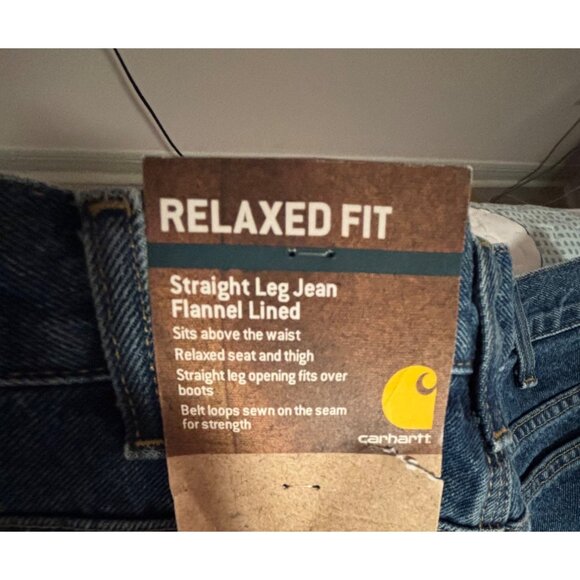 RELAXED FIT
Straight Leg Jean
Flannel Lined
Sits above the waist
Relaxed seat and thigh
Straight leg opening fits over
boots
Belt loops sewn on the seam
for strength
carhartt